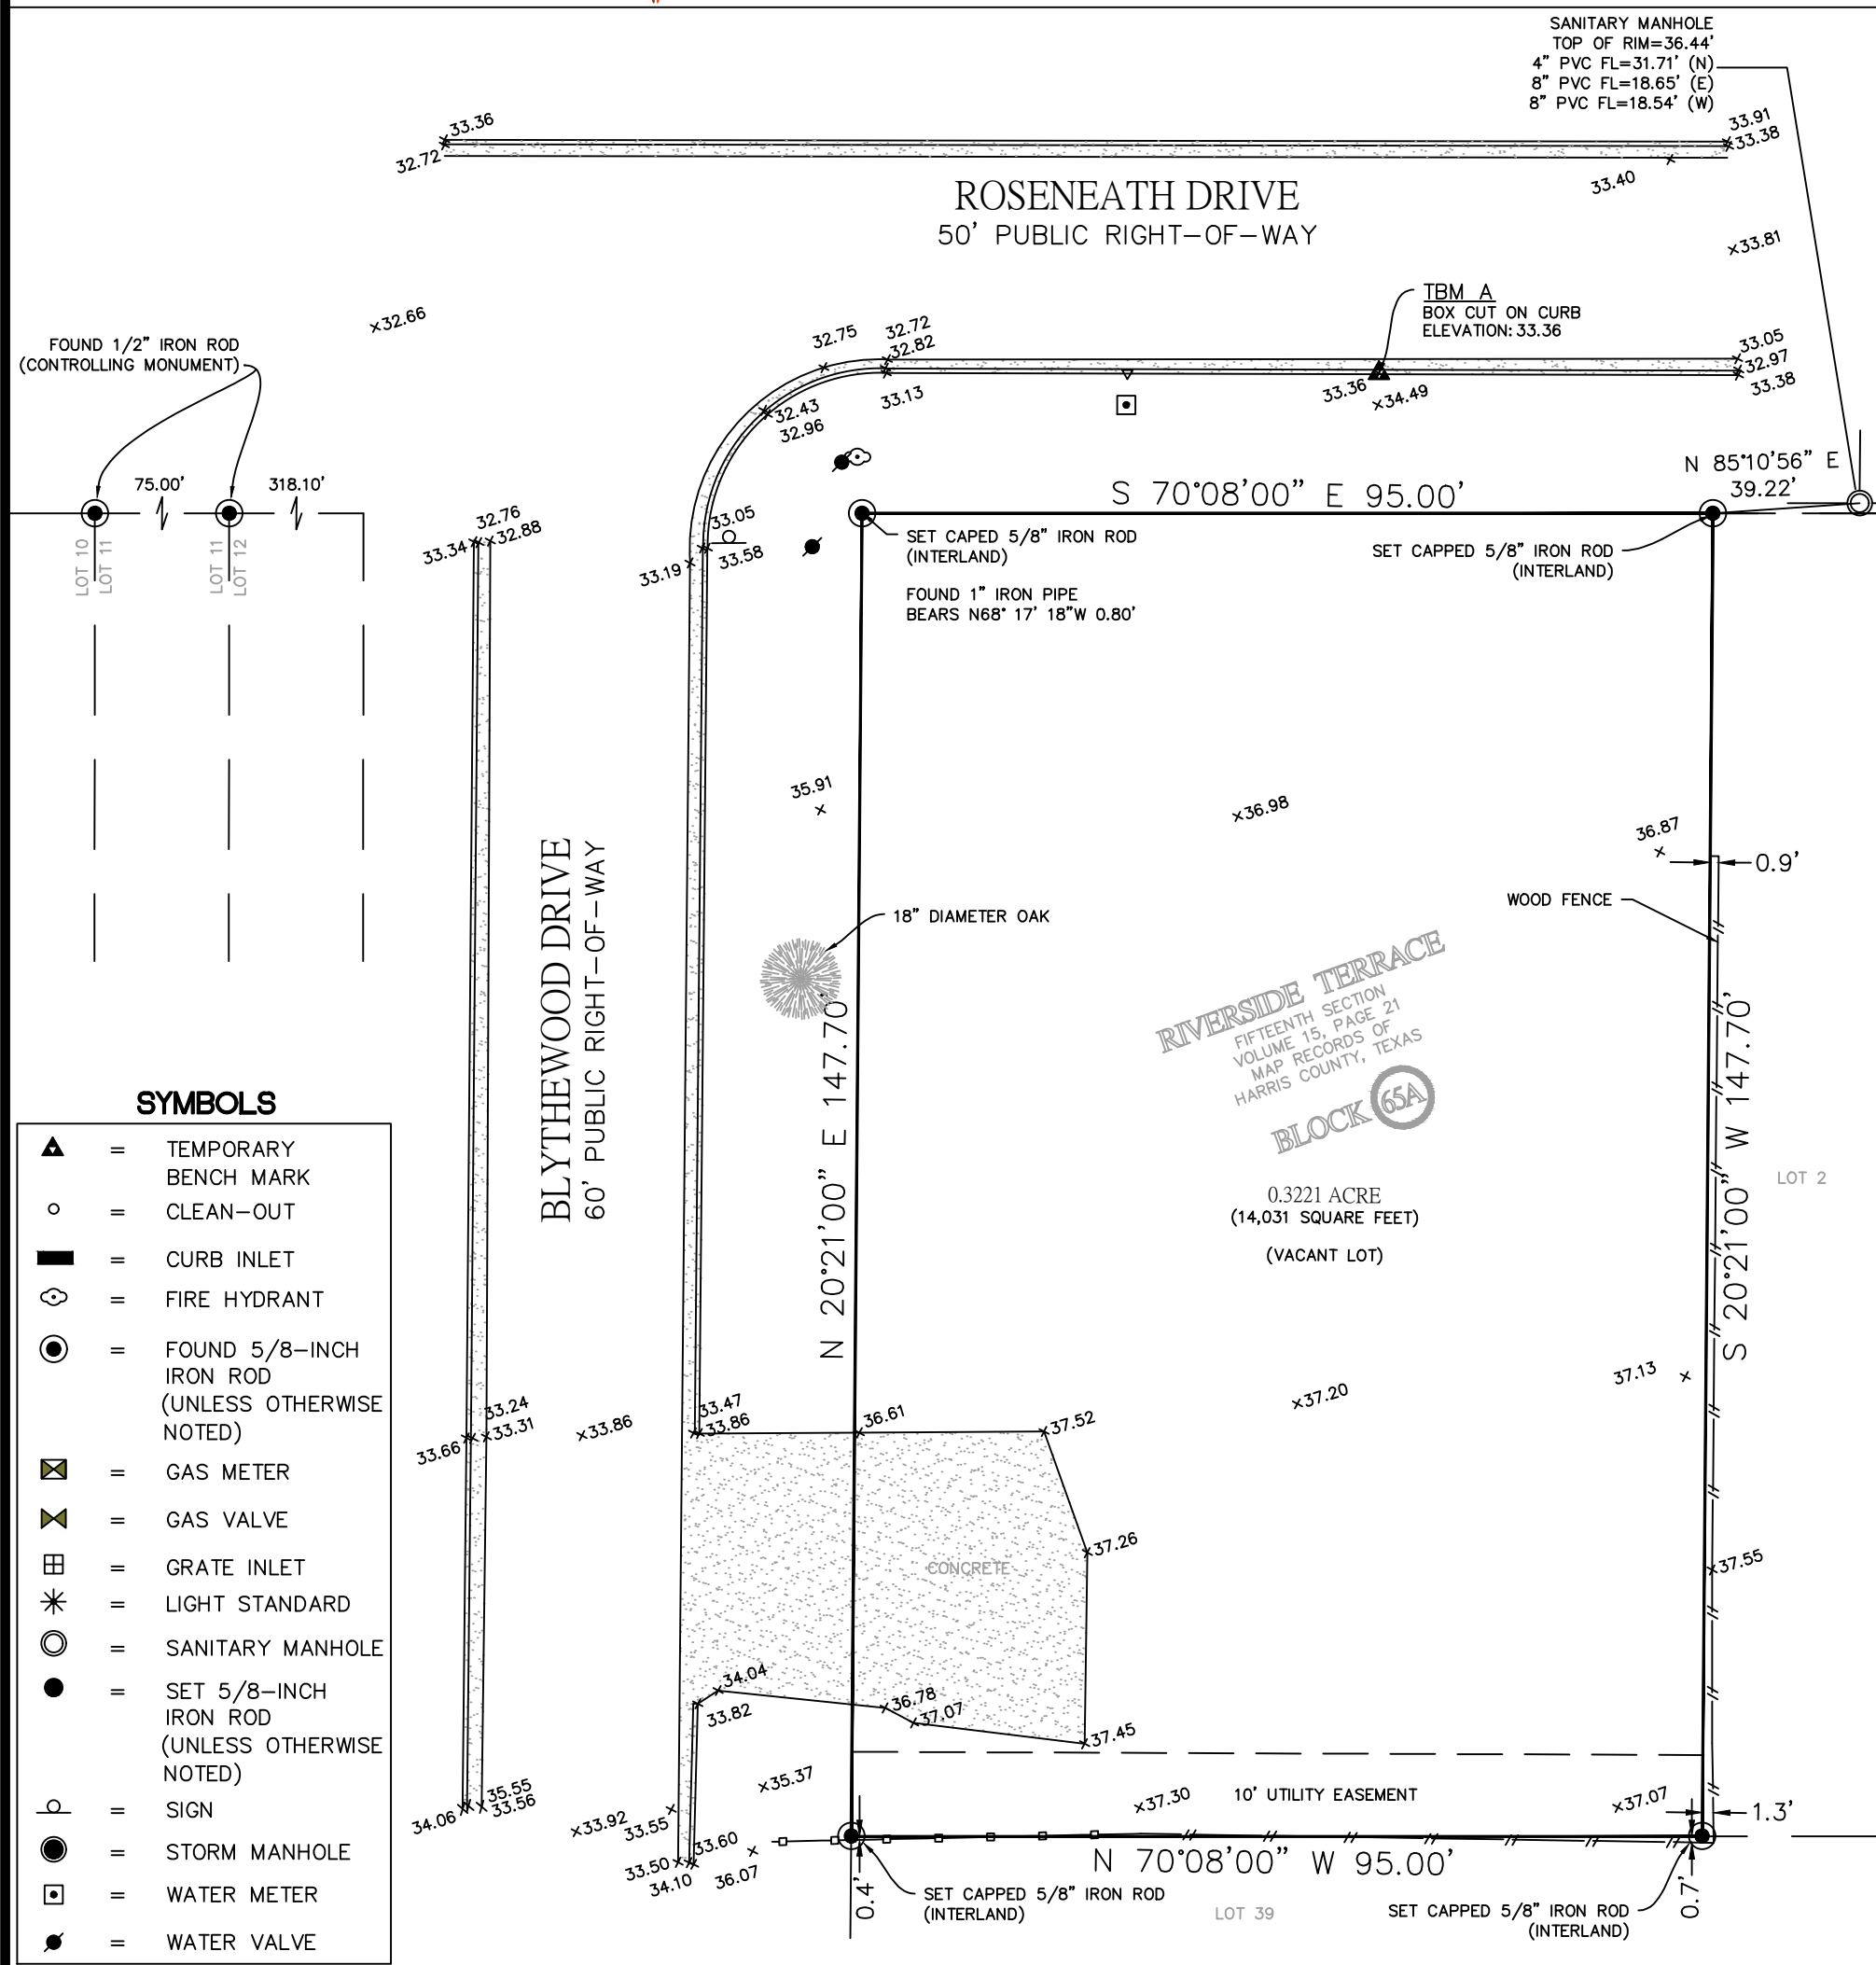 SANITARY MANHOLE
TOP OF RIM=36.44'
4" PVC FL=31.71' (N)
8" PVC FL=18.65' (E)
8" PVC FL=18.54' (W)
33.36
32.72
33.91
33.38
33.40
ROSENEATH DRIVE
50' PUBLIC RIGHT-OF-WAY
33.81
32.66
TBM A
BOX CUT ON CURB
ELEVATION: 33.36
FOUND 1/2" IRON ROD
(CONTROLLING MONUMENT)
32.75
32.72
32.82
33.13
32.43
32.96
33.36
34.49
33.05
32.97
33.38
75.00'
318.10'
LOT 10
LOT 11
LOT 11
LOT 12
N 85°10'56" E
39.22'
S 70°08'00" E 95.00'
32.76
33.34
32.88
33.05
33.58
33.19
SET CAPED 5/8" IRON ROD
(INTERLAND)
FOUND 1" IRON PIPE
BEARS N68° 17' 18"W 0.80'
SET CAPPED 5/8" IRON ROD
(INTERLAND)
35.91
36.98
36.87
0.9'
WOOD FENCE
18" DIAMETER OAK
BLYTHEWOOD DRIVE
60' PUBLIC RIGHT-OF-WAY
N 20°21'00" E 147.70'
RIVERSIDE TERRACE
FIFTEENTH SECTION
VOLUME 15, PAGE 21
MAP RECORDS OF
HARRIS COUNTY, TEXAS
BLOCK 65A
0.3221 ACRE
(14,031 SQUARE FEET)
(VACANT LOT)
S 20°21'00" W 147.70'
LOT 2
37.13
37.20
33.24
33.31
33.66
33.86
33.47
33.86
36.61
37.52
37.26
CONCRETE
37.55
34.04
33.82
36.78
37.07
37.45
35.37
37.30
10' UTILITY EASEMENT
37.07
1.3'
35.55
33.56
34.06
33.92
33.55
33.60
33.50
34.10
36.07
N 70°08'00" W 95.00'
0.4'
SET CAPPED 5/8" IRON ROD
(INTERLAND)
LOT 39
SET CAPPED 5/8" IRON ROD
(INTERLAND)
0.7'
SYMBOLS
= TEMPORARY
BENCH MARK
= CLEAN-OUT
= CURB INLET
= FIRE HYDRANT
= FOUND 5/8-INCH
IRON ROD
(UNLESS OTHERWISE
NOTED)
= GAS METER
= GAS VALVE
= GRATE INLET
= LIGHT STANDARD
= SANITARY MANHOLE
= SET 5/8-INCH
IRON ROD
(UNLESS OTHERWISE
NOTED)
= SIGN
= STORM MANHOLE
= WATER METER
= WATER VALVE